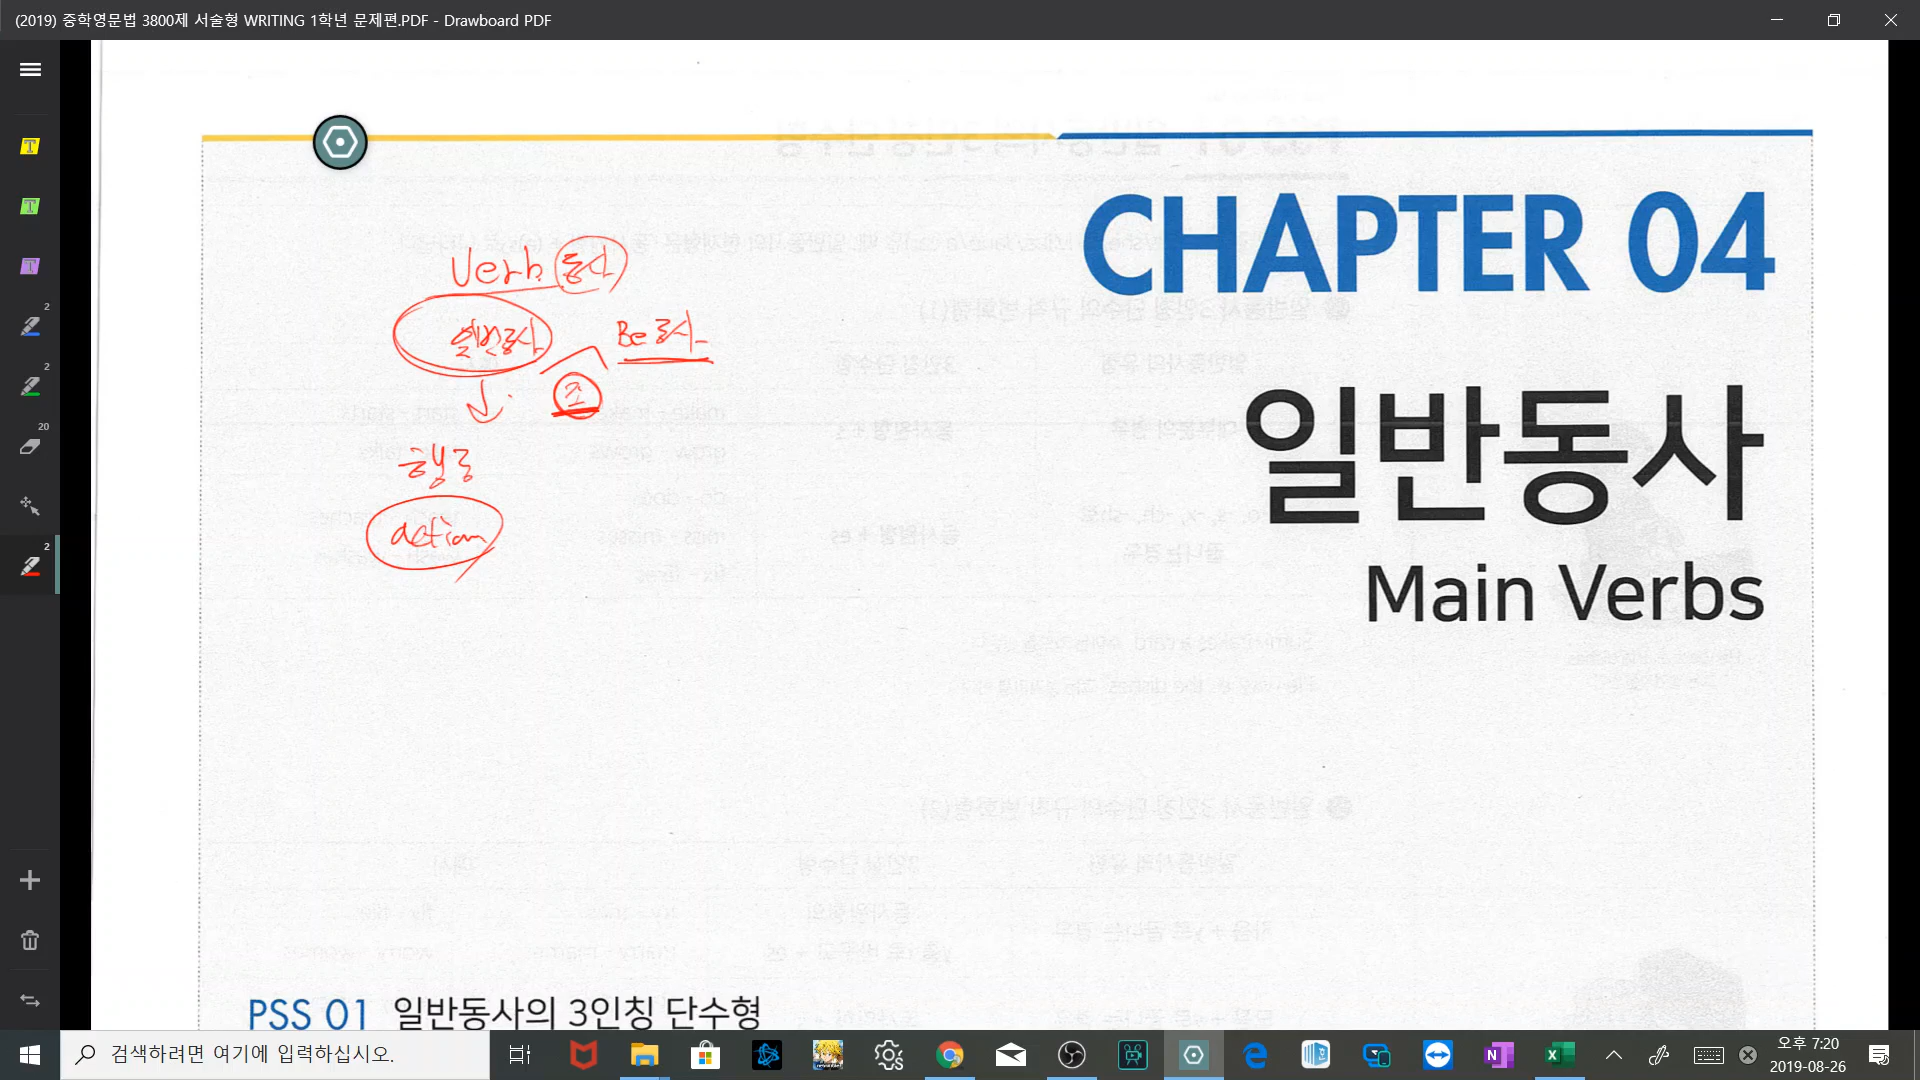 (2019) 중학영문법 3800제 서술형 WRITING 1학년 문제편.PDF - Drawboard PDF
CHAPTER 04
일반동사
Main Verbs
Verb 동사
일반동사 Be동사
조
행동
action
PSS 01 일반동사의 3인칭 단수형
2
2
20
2
검색하려면 여기에 입력하십시오.
오후 7:20
2019-08-26